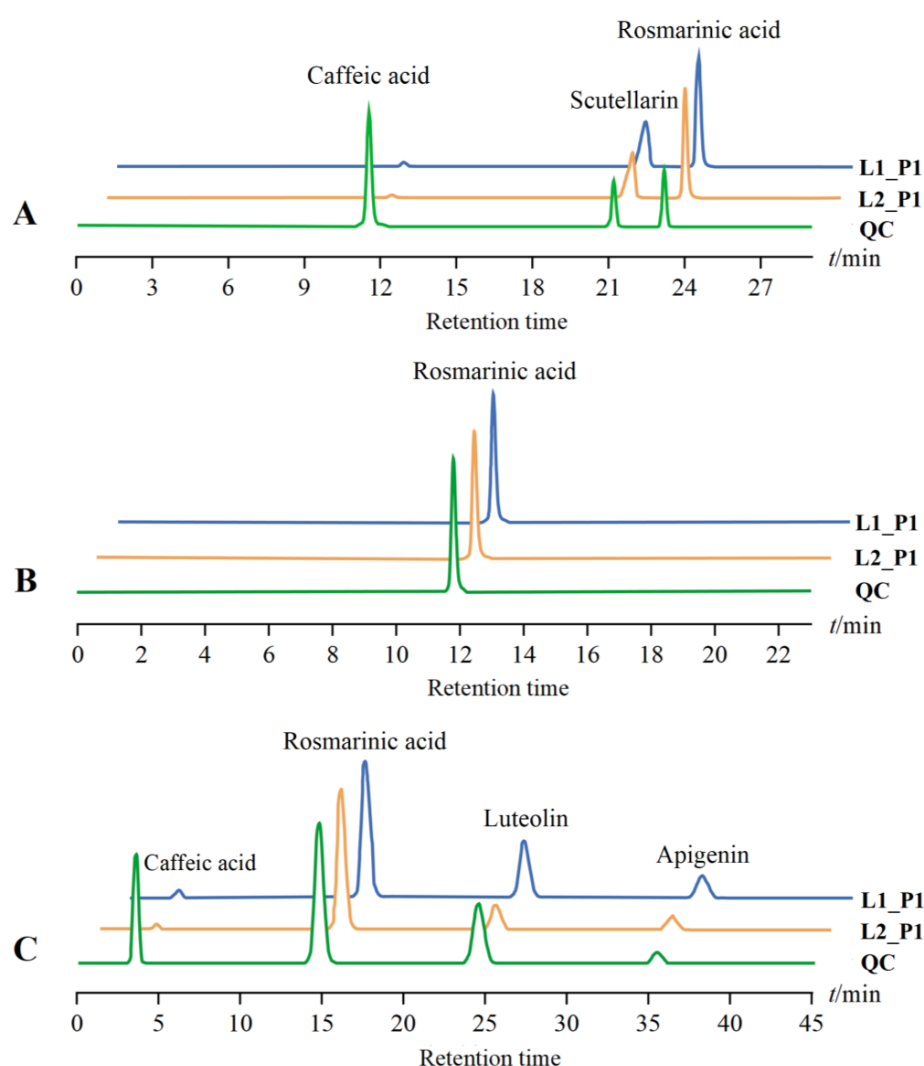 Rosmarinic acid
Caffeic acid
Scutellarin
L1_P1
L2_P1
A
QC
t/min
0 3 6 9 12 15 18 21 24 27
Retention time
Rosmarinic acid
L1_P1
L2_P1
B
QC
t/min
0 2 4 6 8 10 12 14 16 18 20 22
Retention time
Rosmarinic acid
Luteolin
Caffeic acid
Apigenin
L1_P1
L2_P1
C
QC
t/min
0 5 10 15 20 25 30 35 40 45
Retention time